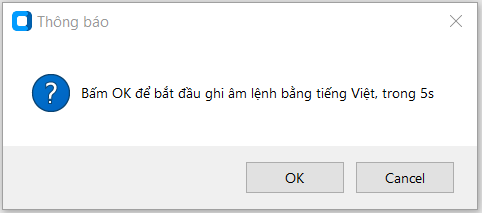 Thông báo
Bấm OK để bắt đầu ghi âm lệnh bằng tiếng Việt, trong 5s
OK
Cancel